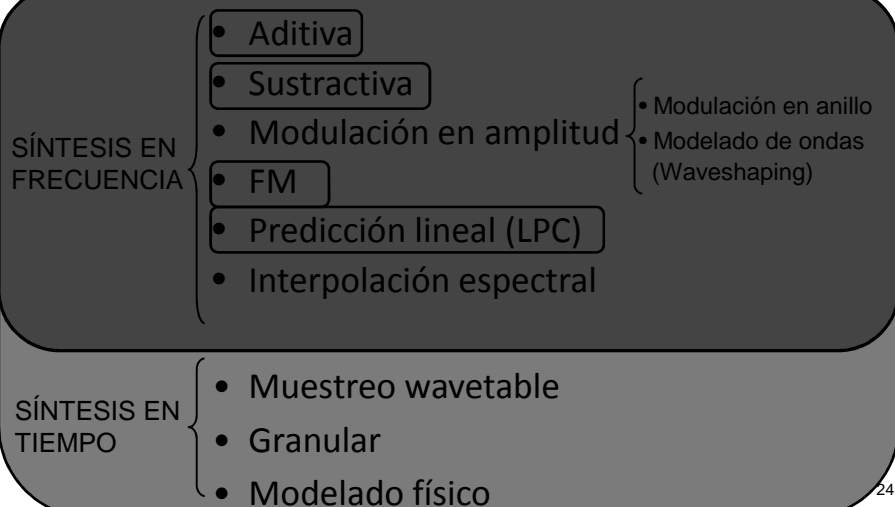 SÍNTESIS EN
FRECUENCIA
• Aditiva
• Sustractiva
• Modulación en amplitud
• Modulación en anillo
• Modelado de ondas
(Waveshaping)
• FM
• Predicción lineal (LPC)
• Interpolación espectral
SÍNTESIS EN
TIEMPO
• Muestreo wavetable
• Granular
• Modelado físico
24